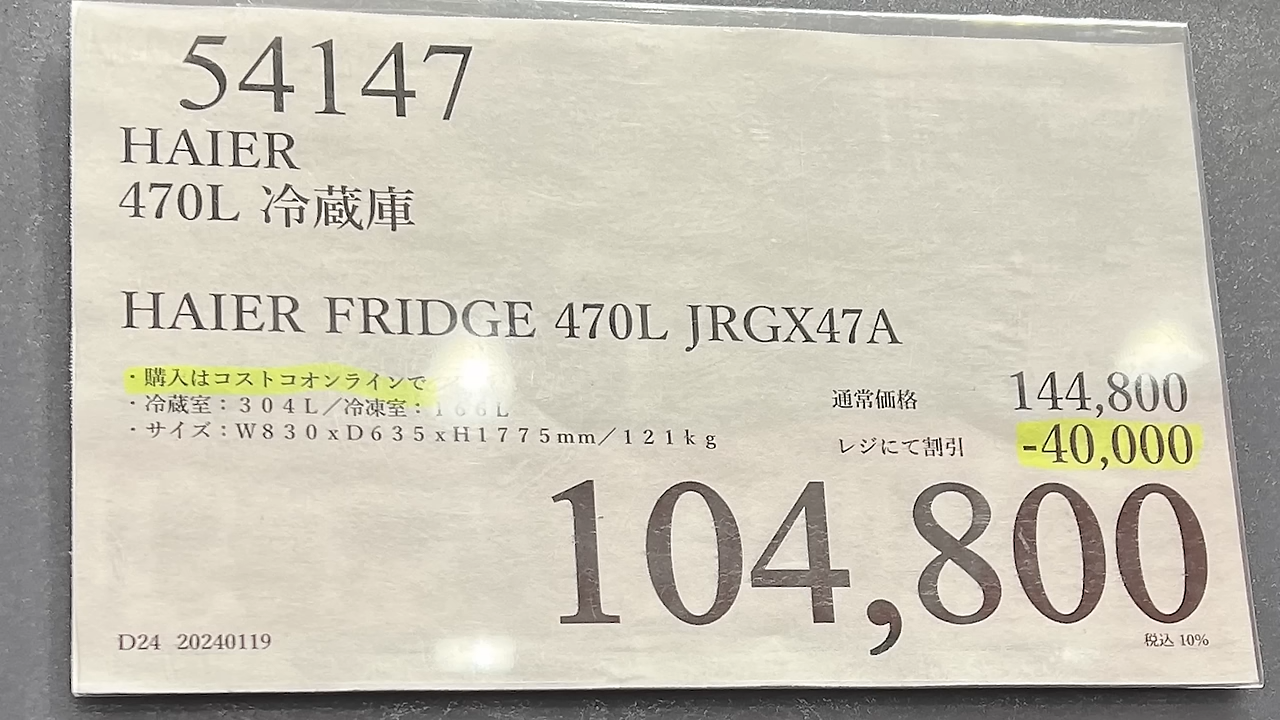 54147
HAIER
470L 冷蔵庫
HAIER FRIDGE 470L JRGX47A
・購入はコストコオンラインで
・冷蔵室：３０４Ｌ／冷凍室：１６６Ｌ
・サイズ：Ｗ８３０ｘＤ６３５ｘＨ１７７５ｍｍ／１２１ｋｇ
通常価格 144,800
レジにて割引 -40,000
104,800
D24 20240119
税込 10%